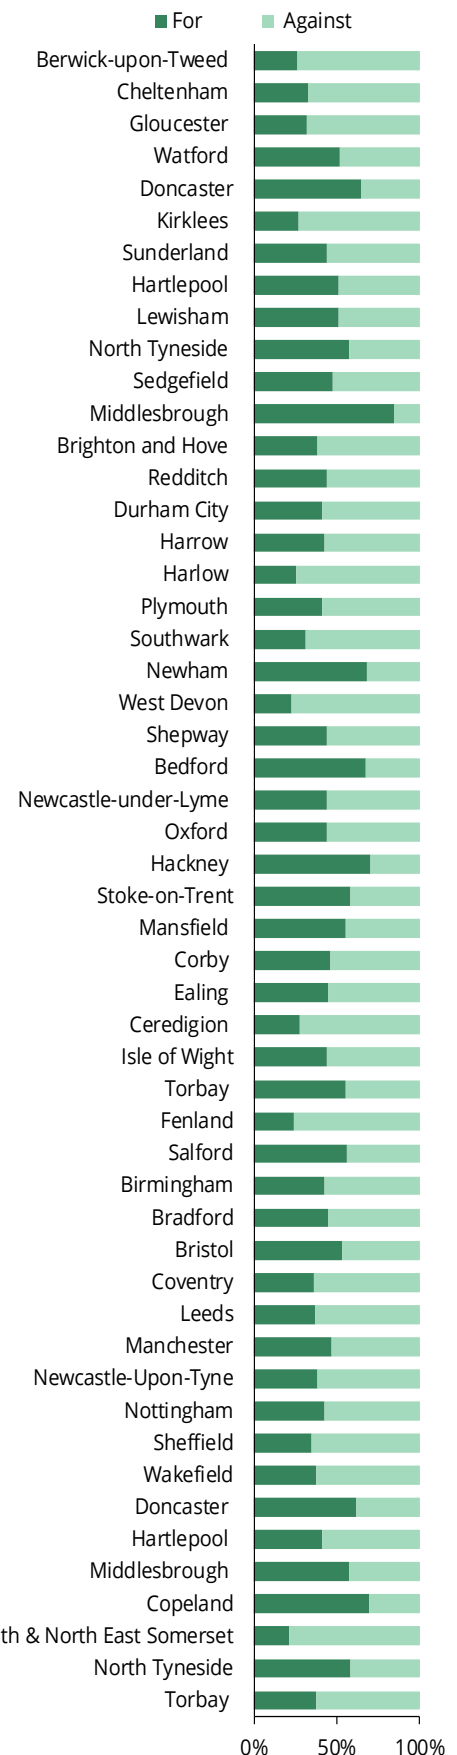 For Against
Berwick-upon-Tweed
Cheltenham
Gloucester
Watford
Doncaster
Kirklees
Sunderland
Hartlepool
Lewisham
North Tyneside
Sedgefield
Middlesbrough
Brighton and Hove
Redditch
Durham City
Harrow
Harlow
Plymouth
Southwark
Newham
West Devon
Shepway
Bedford
Newcastle-under-Lyme
Oxford
Hackney
Stoke-on-Trent
Mansfield
Corby
Ealing
Ceredigion
Isle of Wight
Torbay
Fenland
Salford
Birmingham
Bradford
Bristol
Coventry
Leeds
Manchester
Newcastle-Upon-Tyne
Nottingham
Sheffield
Wakefield
Doncaster
Hartlepool
Middlesbrough
Copeland
th & North East Somerset
North Tyneside
Torbay
0% 50% 100%